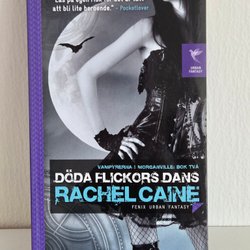 att bli lite beroende." – Pocketlover
URBAN
FANTASY
VAMPYRERNA I MORGANVILLE: BOK TVÅ
DÖDA FLICKORS DANS
RACHEL CAINE
FENIX URBAN FANTASY